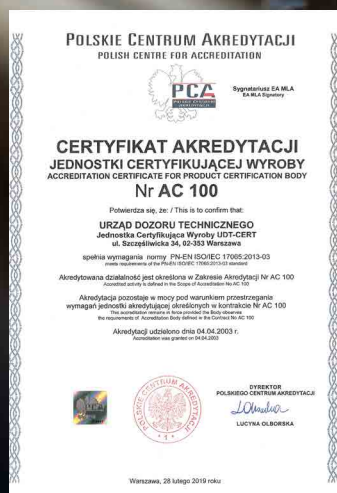 POLSKIE CENTRUM AKREDYTACJI
POLISH CENTRE FOR ACCREDITATION
PCA
POLSKIE CENTRUM
AKREDYTACJI
Sygnatariusz EA MLA
EA MLA Signatory
CERTYFIKAT AKREDYTACJI
JEDNOSTKI CERTYFIKUJĄCEJ WYROBY
ACCREDITATION CERTIFICATE FOR PRODUCT CERTIFICATION BODY
Nr AC 100
Potwierdza się, że: / This is to confirm that:
URZĄD DOZORU TECHNICZNEGO
Jednostka Certyfikująca Wyroby UDT-CERT
ul. Szczęśliwicka 34, 02-353 Warszawa
spełnia wymagania normy PN-EN ISO/IEC 17065:2013-03
meets requirements of the PN-EN ISO/IEC 17065:2013-03 standard
Akredytowana działalność jest określona w Zakresie Akredytacji Nr AC 100
Accredited activity is defined in the Scope of Accreditation No AC 100
Akredytacja pozostaje w mocy pod warunkiem przestrzegania
wymagań jednostki akredytującej określonych w kontrakcie Nr AC 100
This accreditation remains in force provided the Body observes
the requirements of Accreditation Body defined in the Contract No AC 100
Akredytacji udzielono dnia 04.04.2003 r.
Accreditation was granted on 04.04.2003
CENTRUM AKREDYTACJI
1
DYREKTOR
POLSKIEGO CENTRUM AKREDYTACJI
LUCYNA OLBORSKA
Warszawa, 28 lutego 2019 roku